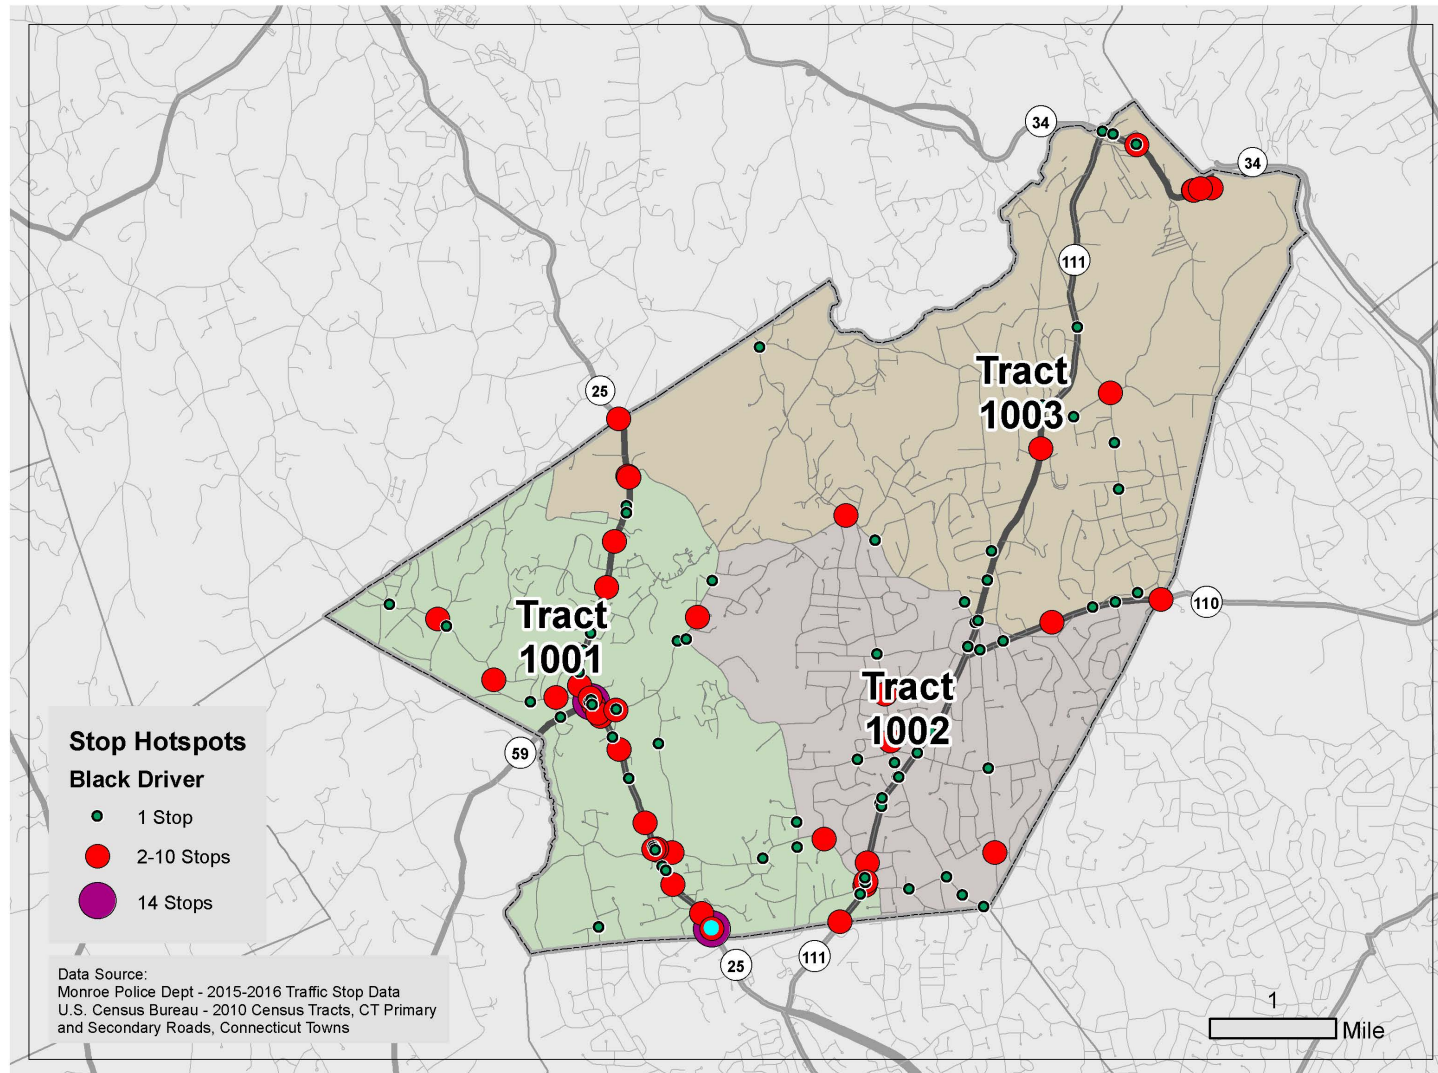 34
34
111
Tract
1003
25
110
Tract
1001
Tract
1002
59
Stop Hotspots
Black Driver
1 Stop
2-10 Stops
14 Stops
25
111
Data Source:
Monroe Police Dept - 2015-2016 Traffic Stop Data
U.S. Census Bureau - 2010 Census Tracts, CT Primary
and Secondary Roads, Connecticut Towns
1
Mile